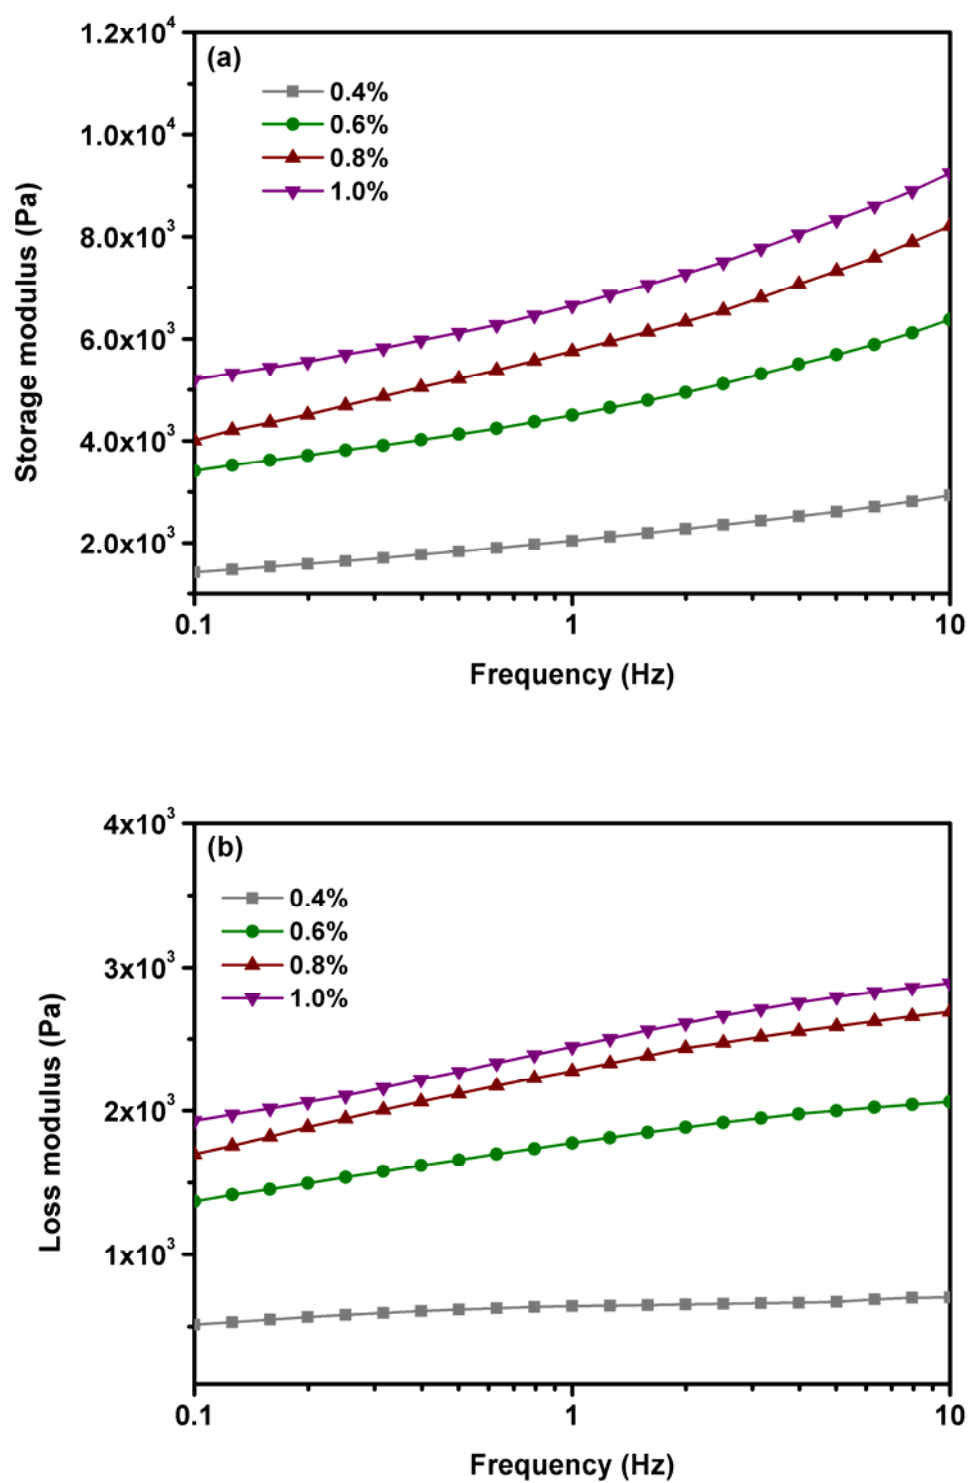 (a)
0.4%
0.6%
0.8%
1.0%
1.2x10⁴
1.0x10⁴
8.0x10³
6.0x10³
4.0x10³
2.0x10³
Storage modulus (Pa)
0.1 1 10
Frequency (Hz)
(b)
0.4%
0.6%
0.8%
1.0%
4x10³
3x10³
2x10³
1x10³
Loss modulus (Pa)
0.1 1 10
Frequency (Hz)